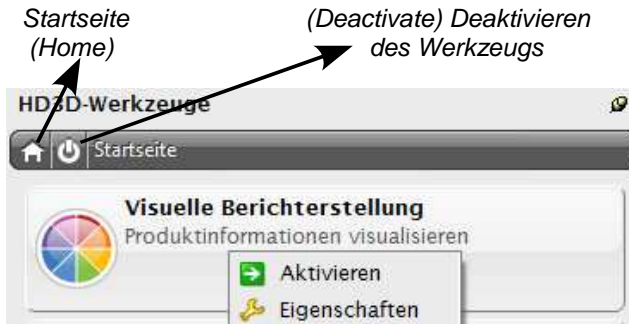 Startseite
(Home)
(Deactivate) Deaktivieren
des Werkzeugs
HD3D-Werkzeuge
Startseite
Visuelle Berichterstellung
Produktinformationen visualisieren
Aktivieren
Eigenschaften